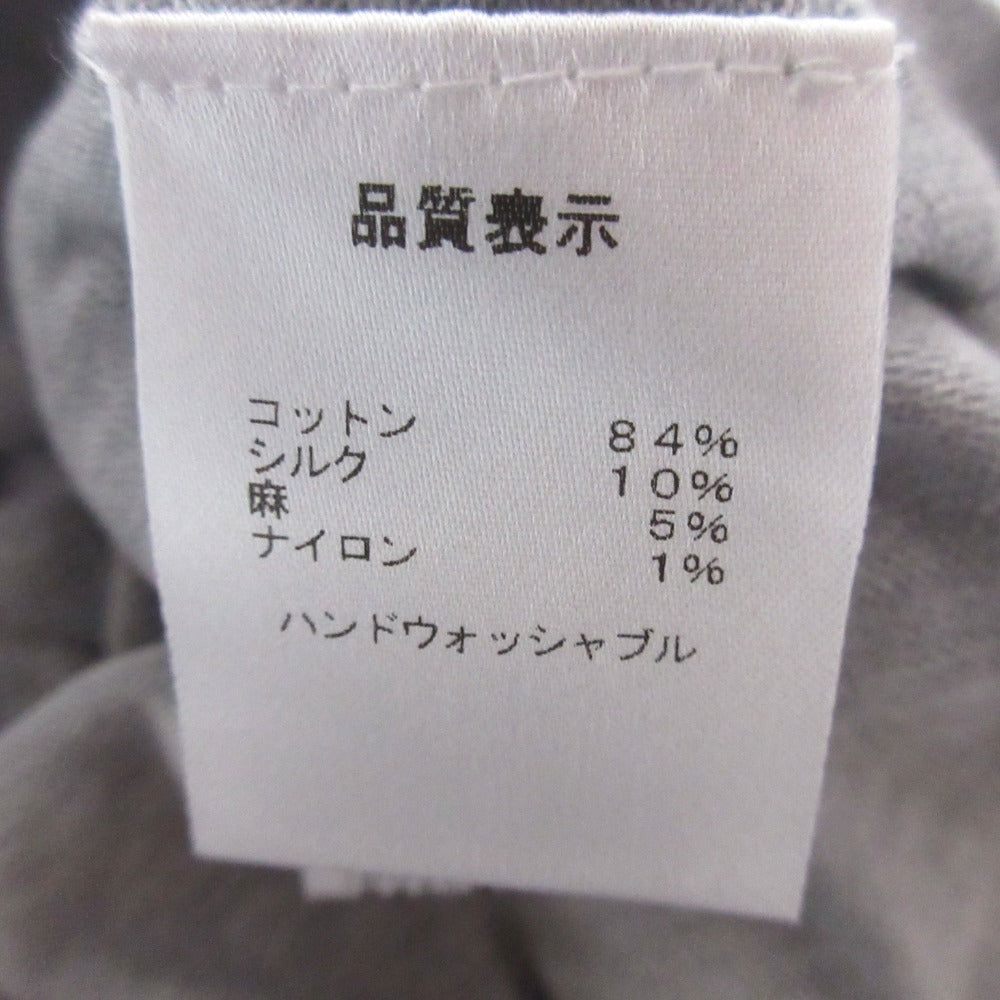 品質表示
コットン 84%
シルク 10%
麻 5%
ナイロン 1%
ハンドウォッシャブル